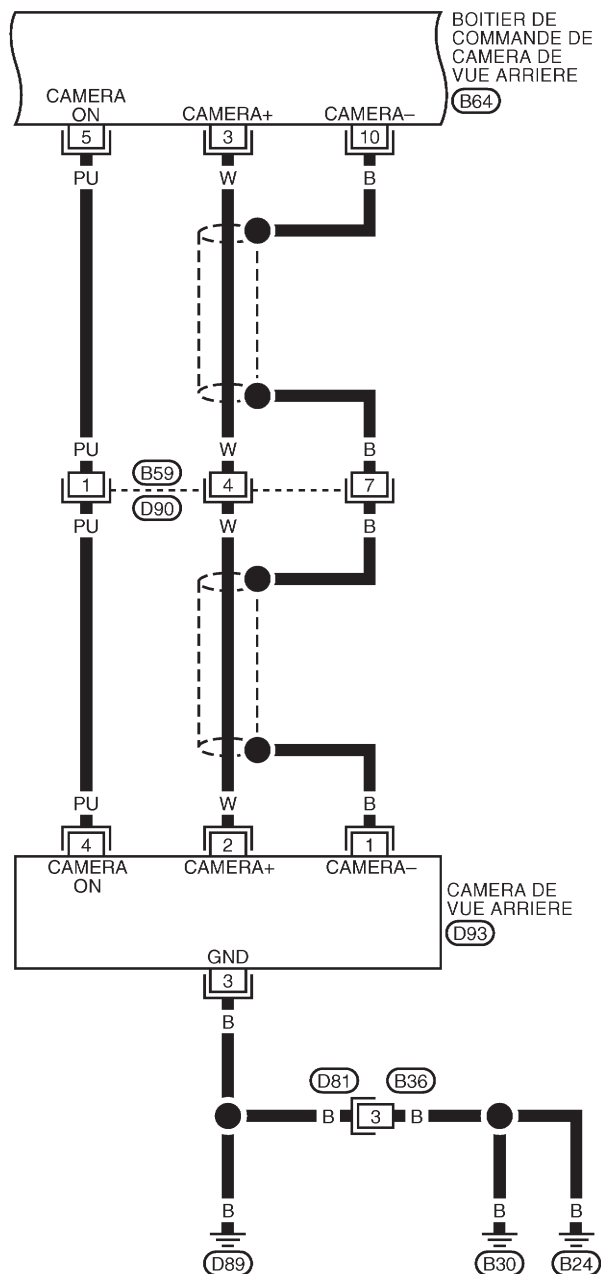 BOITIER DE
COMMANDE DE
CAMERA DE
VUE ARRIERE
B64
CAMERA
ON
CAMERA+
CAMERA–
5
3
10
PU
W
B
PU
W
B
1
B59
D90
4
7
PU
W
B
PU
W
B
4
2
1
CAMERA
ON
CAMERA+
CAMERA–
CAMERA DE
VUE ARRIERE
D93
GND
3
B
D81
B36
B
3
B
B
B
B
D89
B30
B24